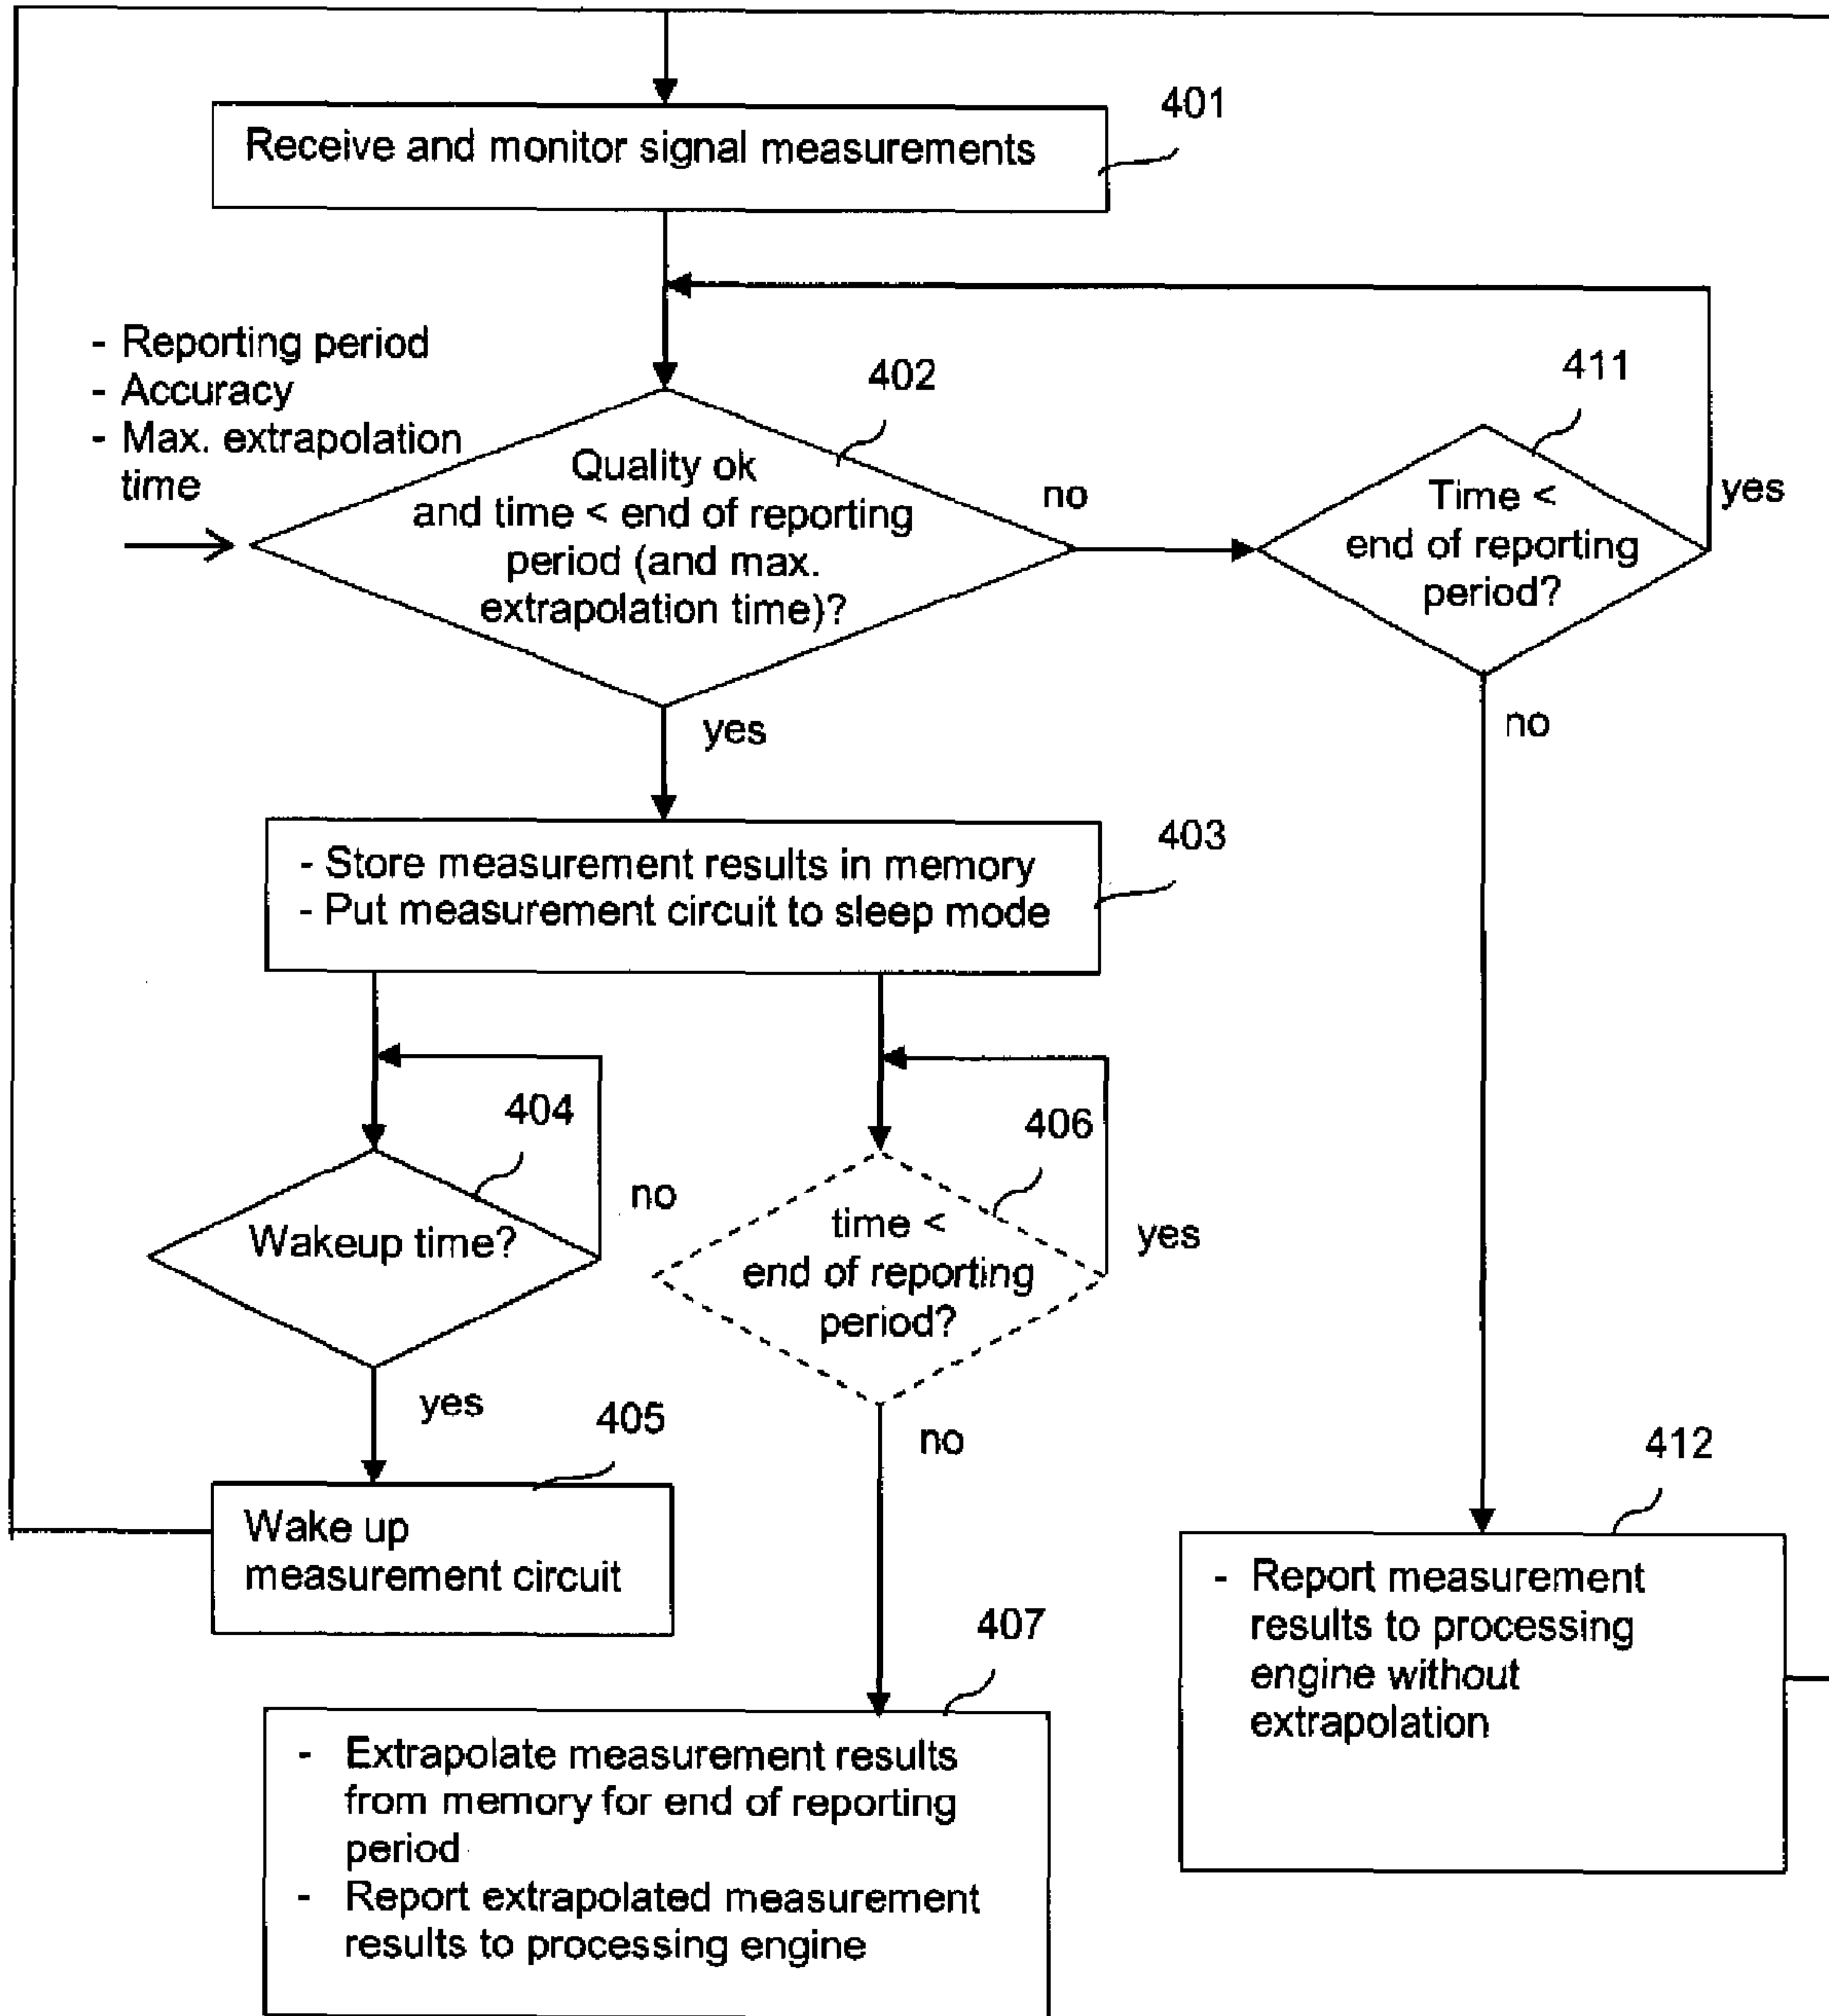 401
Receive and monitor signal measurements
- Reporting period
- Accuracy
- Max. extrapolation
time
402
Quality ok
and time < end of reporting
period (and max.
extrapolation time)?
no
411
Time <
end of reporting
period?
yes
yes
no
403
- Store measurement results in memory
- Put measurement circuit to sleep mode
404
Wakeup time?
no
406
time <
end of reporting
period?
yes
yes
no
405
Wake up
measurement circuit
412
- Report measurement
results to processing
engine without
extrapolation
407
- Extrapolate measurement results
from memory for end of reporting
period
- Report extrapolated measurement
results to processing engine